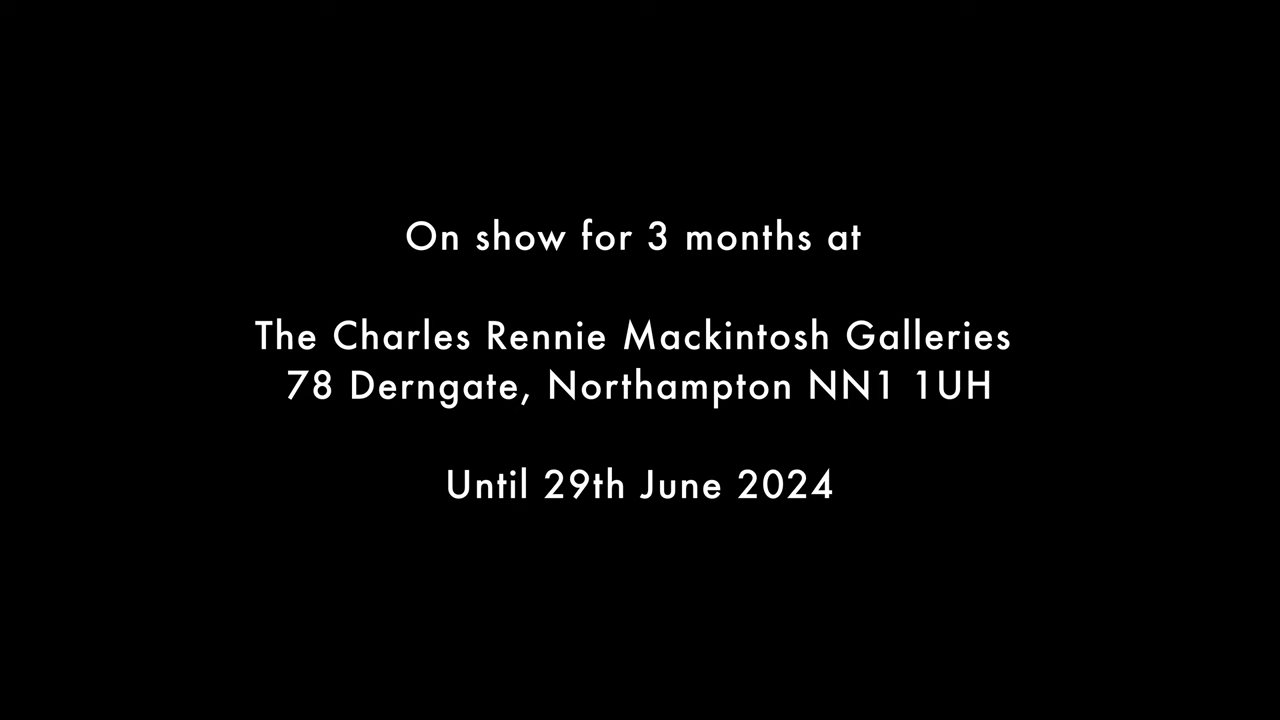 On show for 3 months at
The Charles Rennie Mackintosh Galleries
78 Derngate, Northampton NN1 1UH
Until 29th June 2024